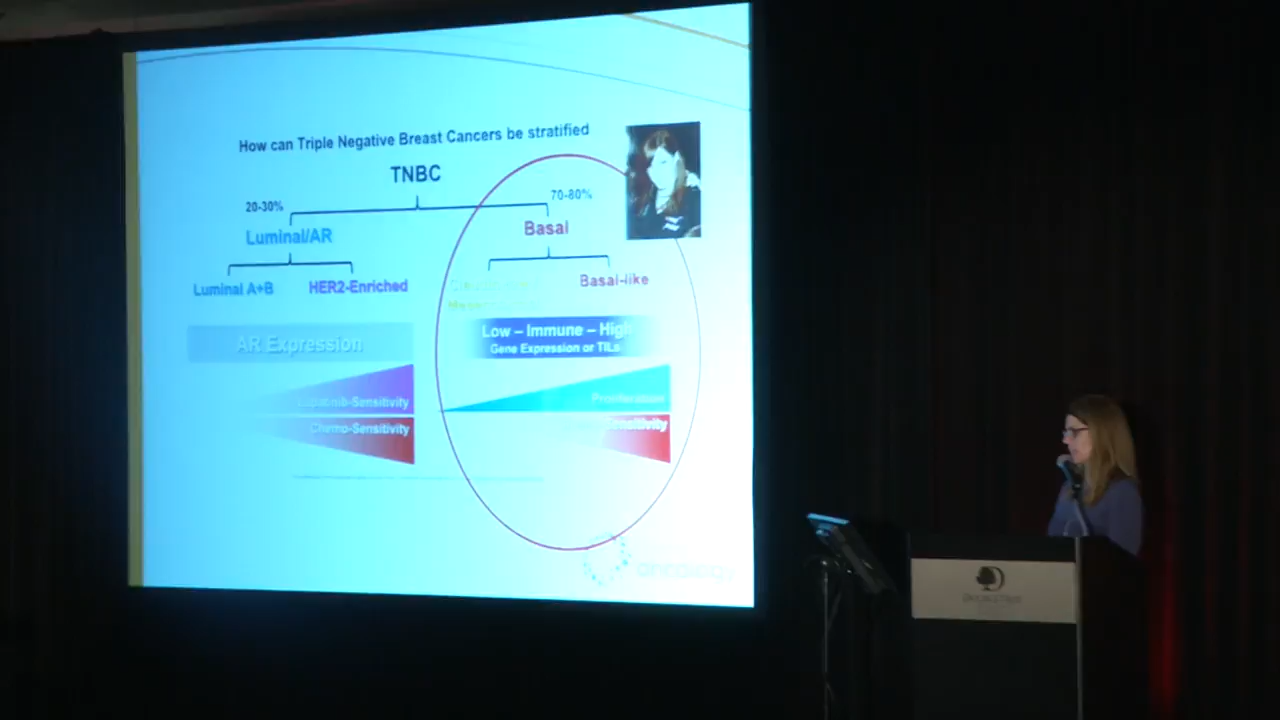 How can Triple Negative Breast Cancers be stratified
TNBC
20-30%
70-80%
Luminal/AR
Basal
Luminal A+B
HER2-Enriched
Basal-like
AR Expression
Low – Immune – High
Gene Expression or TILs
Lapatinib-Sensitivity
Proliferation
Chemo-Sensitivity